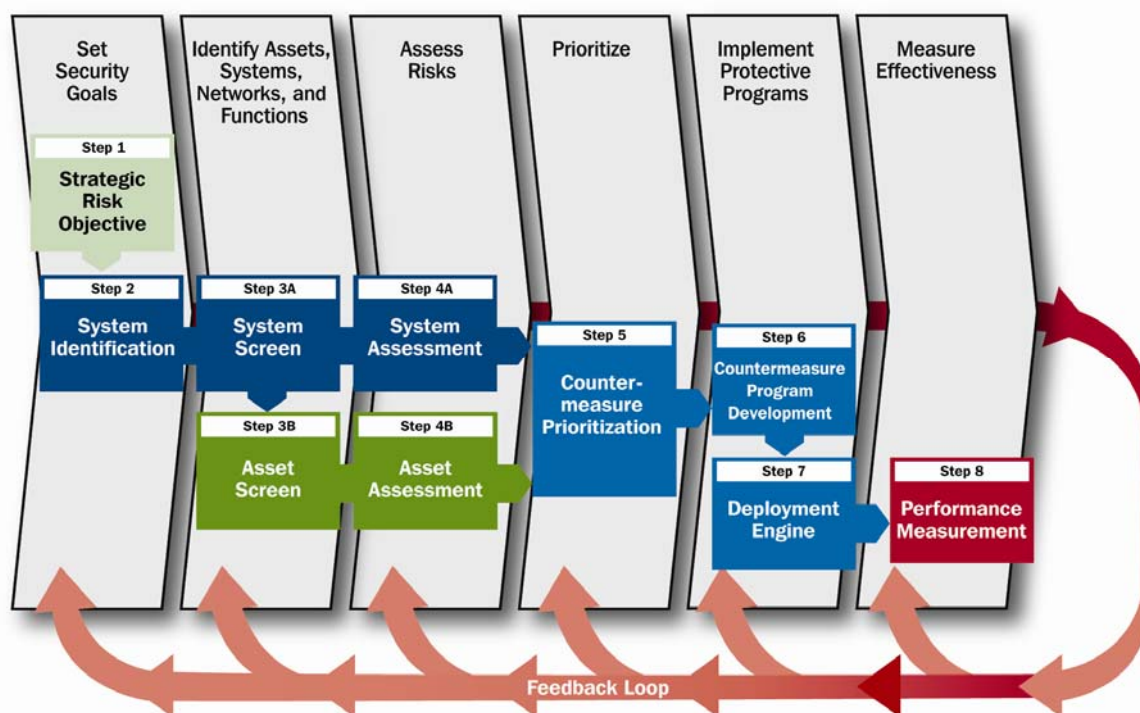 Set
Security
Goals
Identify Assets,
Systems,
Networks, and
Functions
Assess
Risks
Prioritize
Implement
Protective
Programs
Measure
Effectiveness
Step 1
Strategic
Risk
Objective
Step 2
System
Identification
Step 3A
System
Screen
Step 4A
System
Assessment
Step 3B
Asset
Screen
Step 4B
Asset
Assessment
Step 5
Counter-
measure
Prioritization
Step 6
Countermeasure
Program
Development
Step 7
Deployment
Engine
Step 8
Performance
Measurement
Feedback Loop